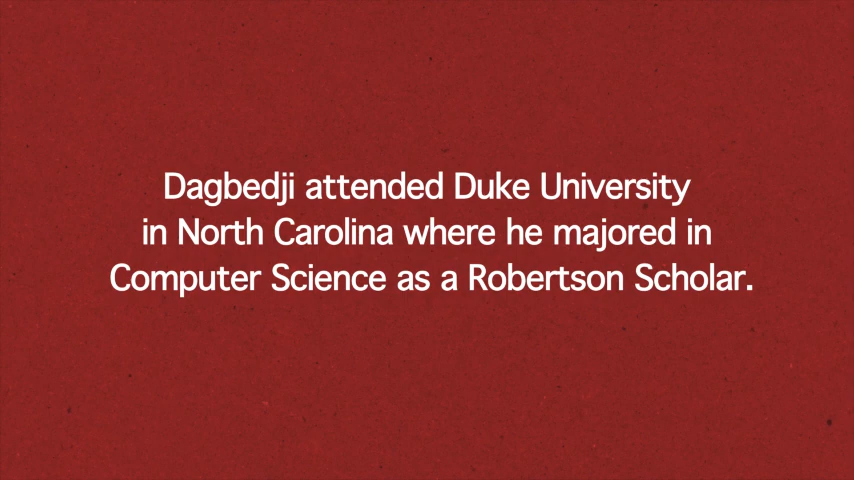 Dagbedji attended Duke University
in North Carolina where he majored in
Computer Science as a Robertson Scholar.